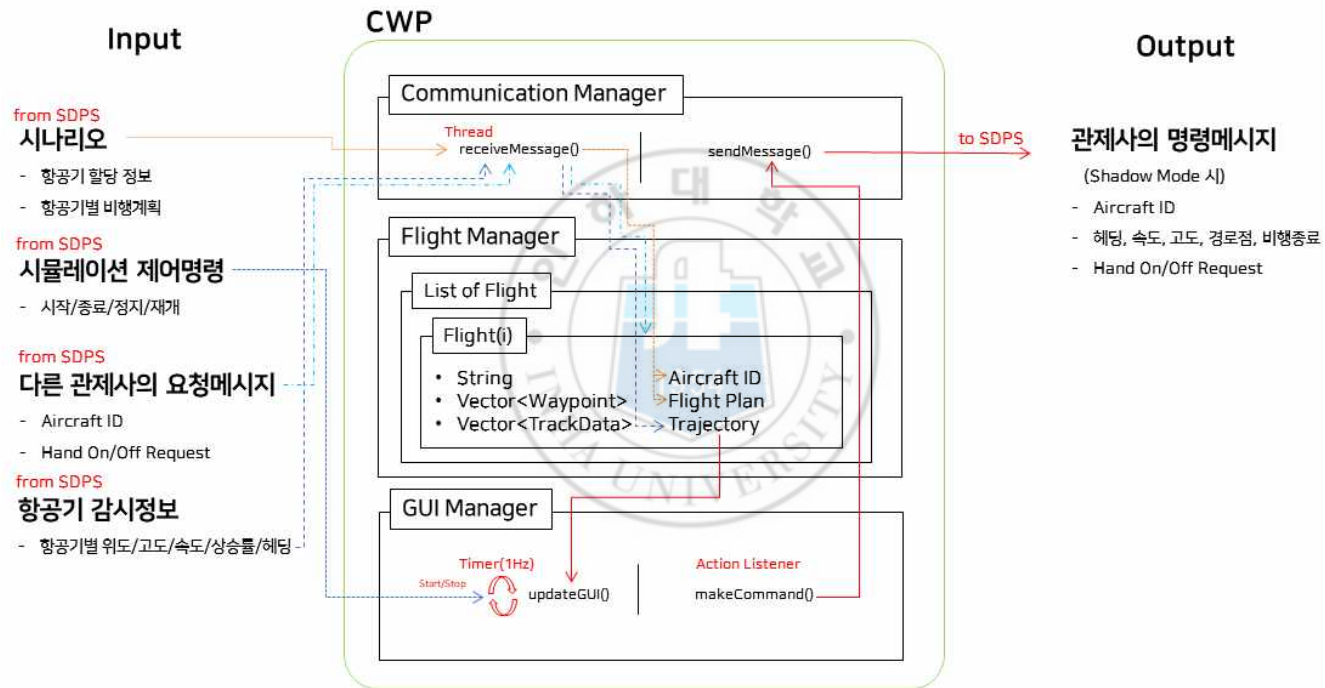 CWP
Input
Output
Communication Manager
from SDPS
시나리오
- 항공기 할당 정보
- 항공기별 비행계획
Thread
receiveMessage()
sendMessage()
to SDPS
관제사의 명령메시지
(Shadow Mode 시)
- Aircraft ID
- 헤딩, 속도, 고도, 경로점, 비행종료
- Hand On/Off Request
from SDPS
시뮬레이션 제어명령
- 시작/종료/정지/재개
Flight Manager
List of Flight
Flight(i)
• String Aircraft ID
• Vector<Waypoint> Flight Plan
• Vector<TrackData> Trajectory
from SDPS
다른 관제사의 요청메시지
- Aircraft ID
- Hand On/Off Request
from SDPS
항공기 감시정보
- 항공기별 위도/고도/속도/상승률/헤딩
GUI Manager
Timer(1Hz)
Start/Stop
updateGUI()
Action Listener
makeCommand()
인하대학교
INHA UNIVERSITY